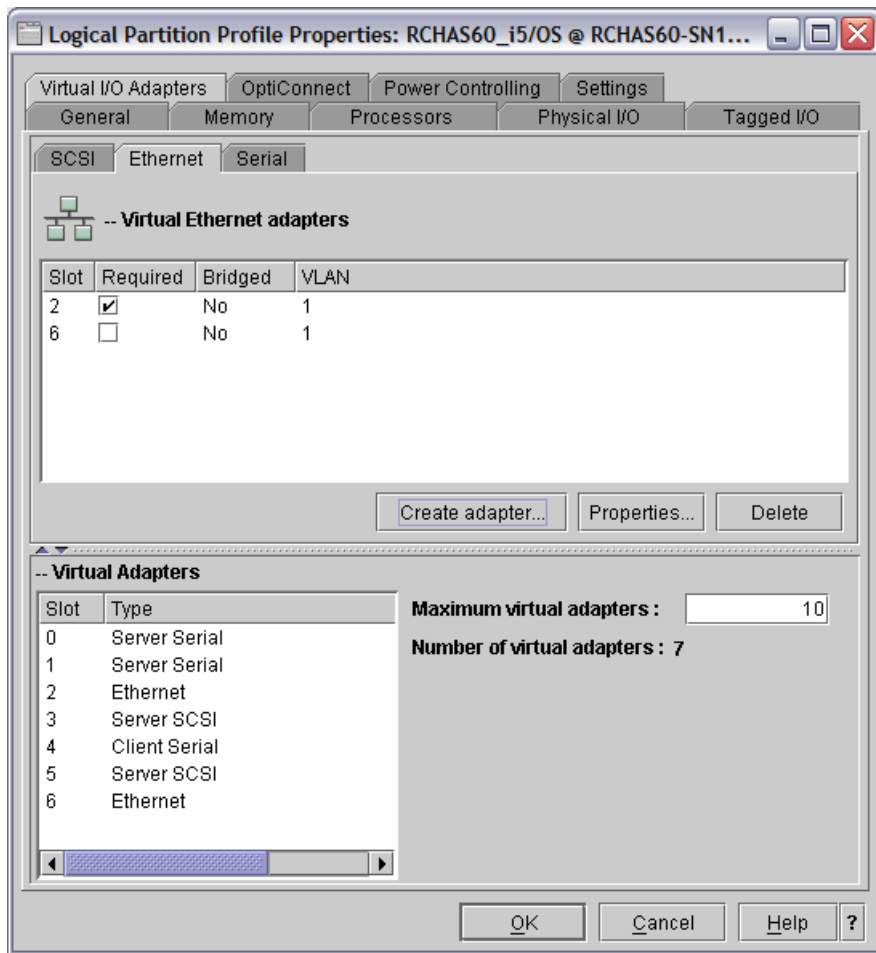 Logical Partition Profile Properties: RCHAS60_i5/OS @ RCHAS60-SN1...
Virtual I/O Adapters OptiConnect Power Controlling Settings
General Memory Processors Physical I/O Tagged I/O
SCSI Ethernet Serial
-- Virtual Ethernet adapters
Slot Required Bridged VLAN
2 No 1
6 No 1
Create adapter... Properties... Delete
-- Virtual Adapters
Slot Type
0 Server Serial
1 Server Serial
2 Ethernet
3 Server SCSI
4 Client Serial
5 Server SCSI
6 Ethernet
Maximum virtual adapters : 10
Number of virtual adapters : 7
OK Cancel Help ?